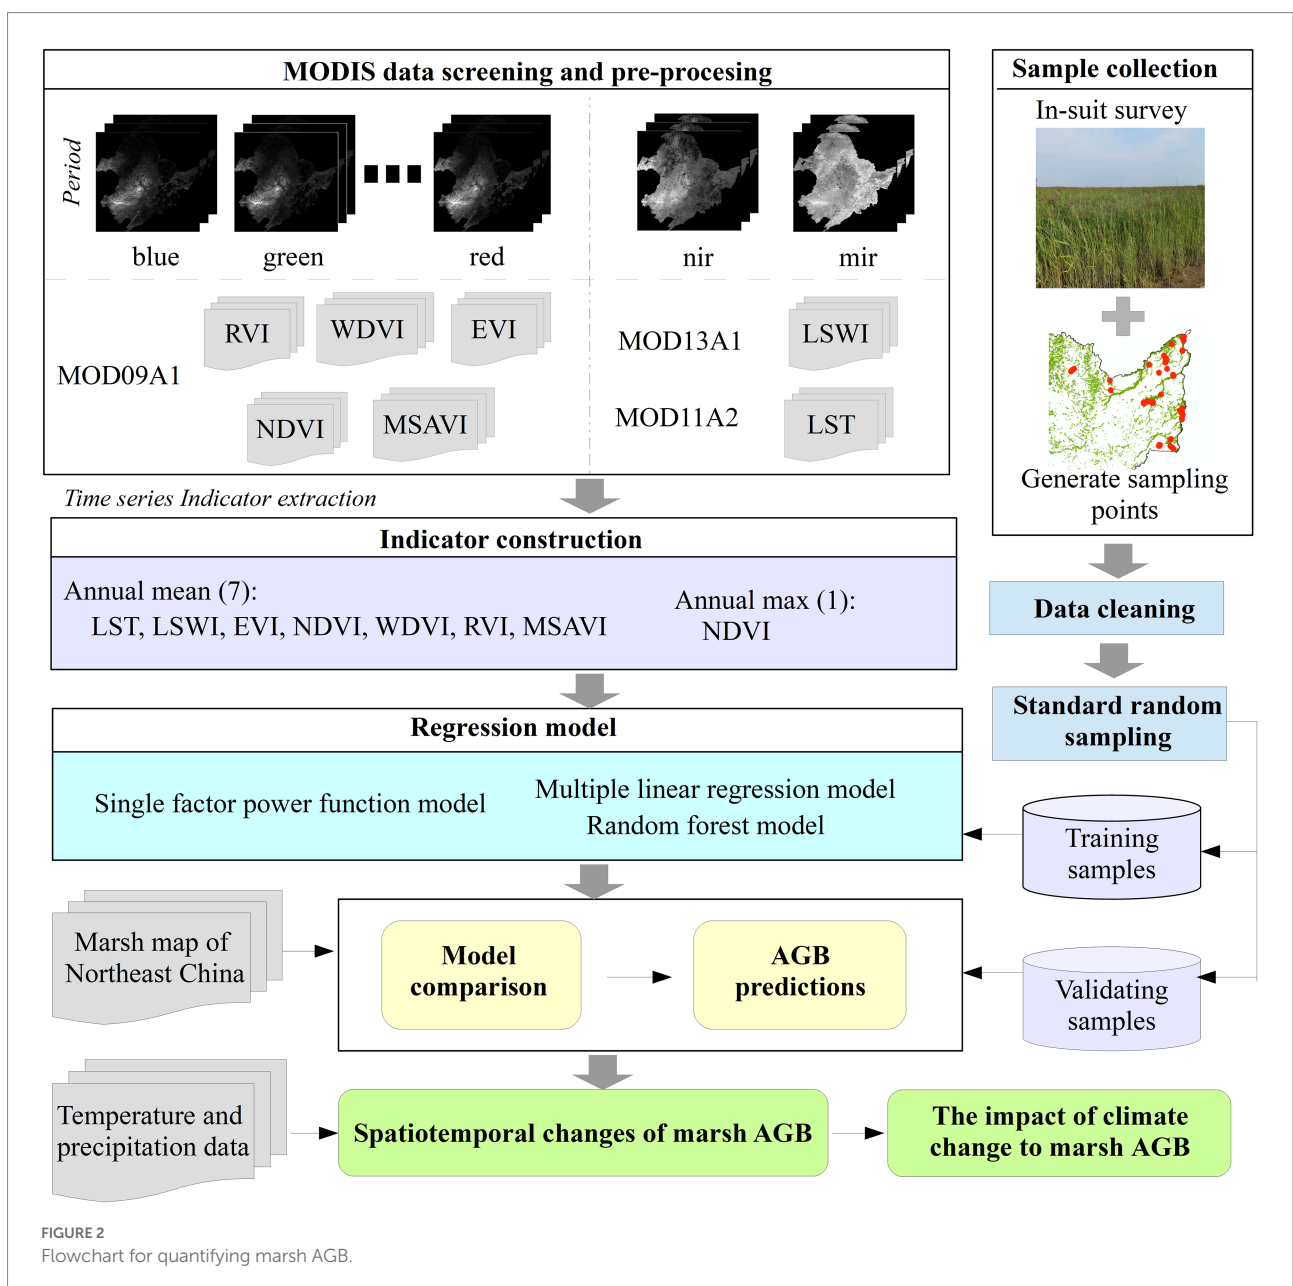 MODIS data screening and pre-procesing
Period
blue
green
red
nir
mir
MOD09A1
RVI
WDVI
EVI
NDVI
MSAVI
MOD13A1
LSWI
MOD11A2
LST
Sample collection
In-suit survey
Generate sampling
points
Time series Indicator extraction
Indicator construction
Annual mean (7):
LST, LSWI, EVI, NDVI, WDVI, RVI, MSAVI
Annual max (1):
NDVI
Data cleaning
Standard random
sampling
Regression model
Single factor power function model
Multiple linear regression model
Random forest model
Training
samples
Marsh map of
Northeast China
Model
comparison
AGB
predictions
Validating
samples
Temperature and
precipitation data
Spatiotemporal changes of marsh AGB
The impact of climate
change to marsh AGB
FIGURE 2
Flowchart for quantifying marsh AGB.